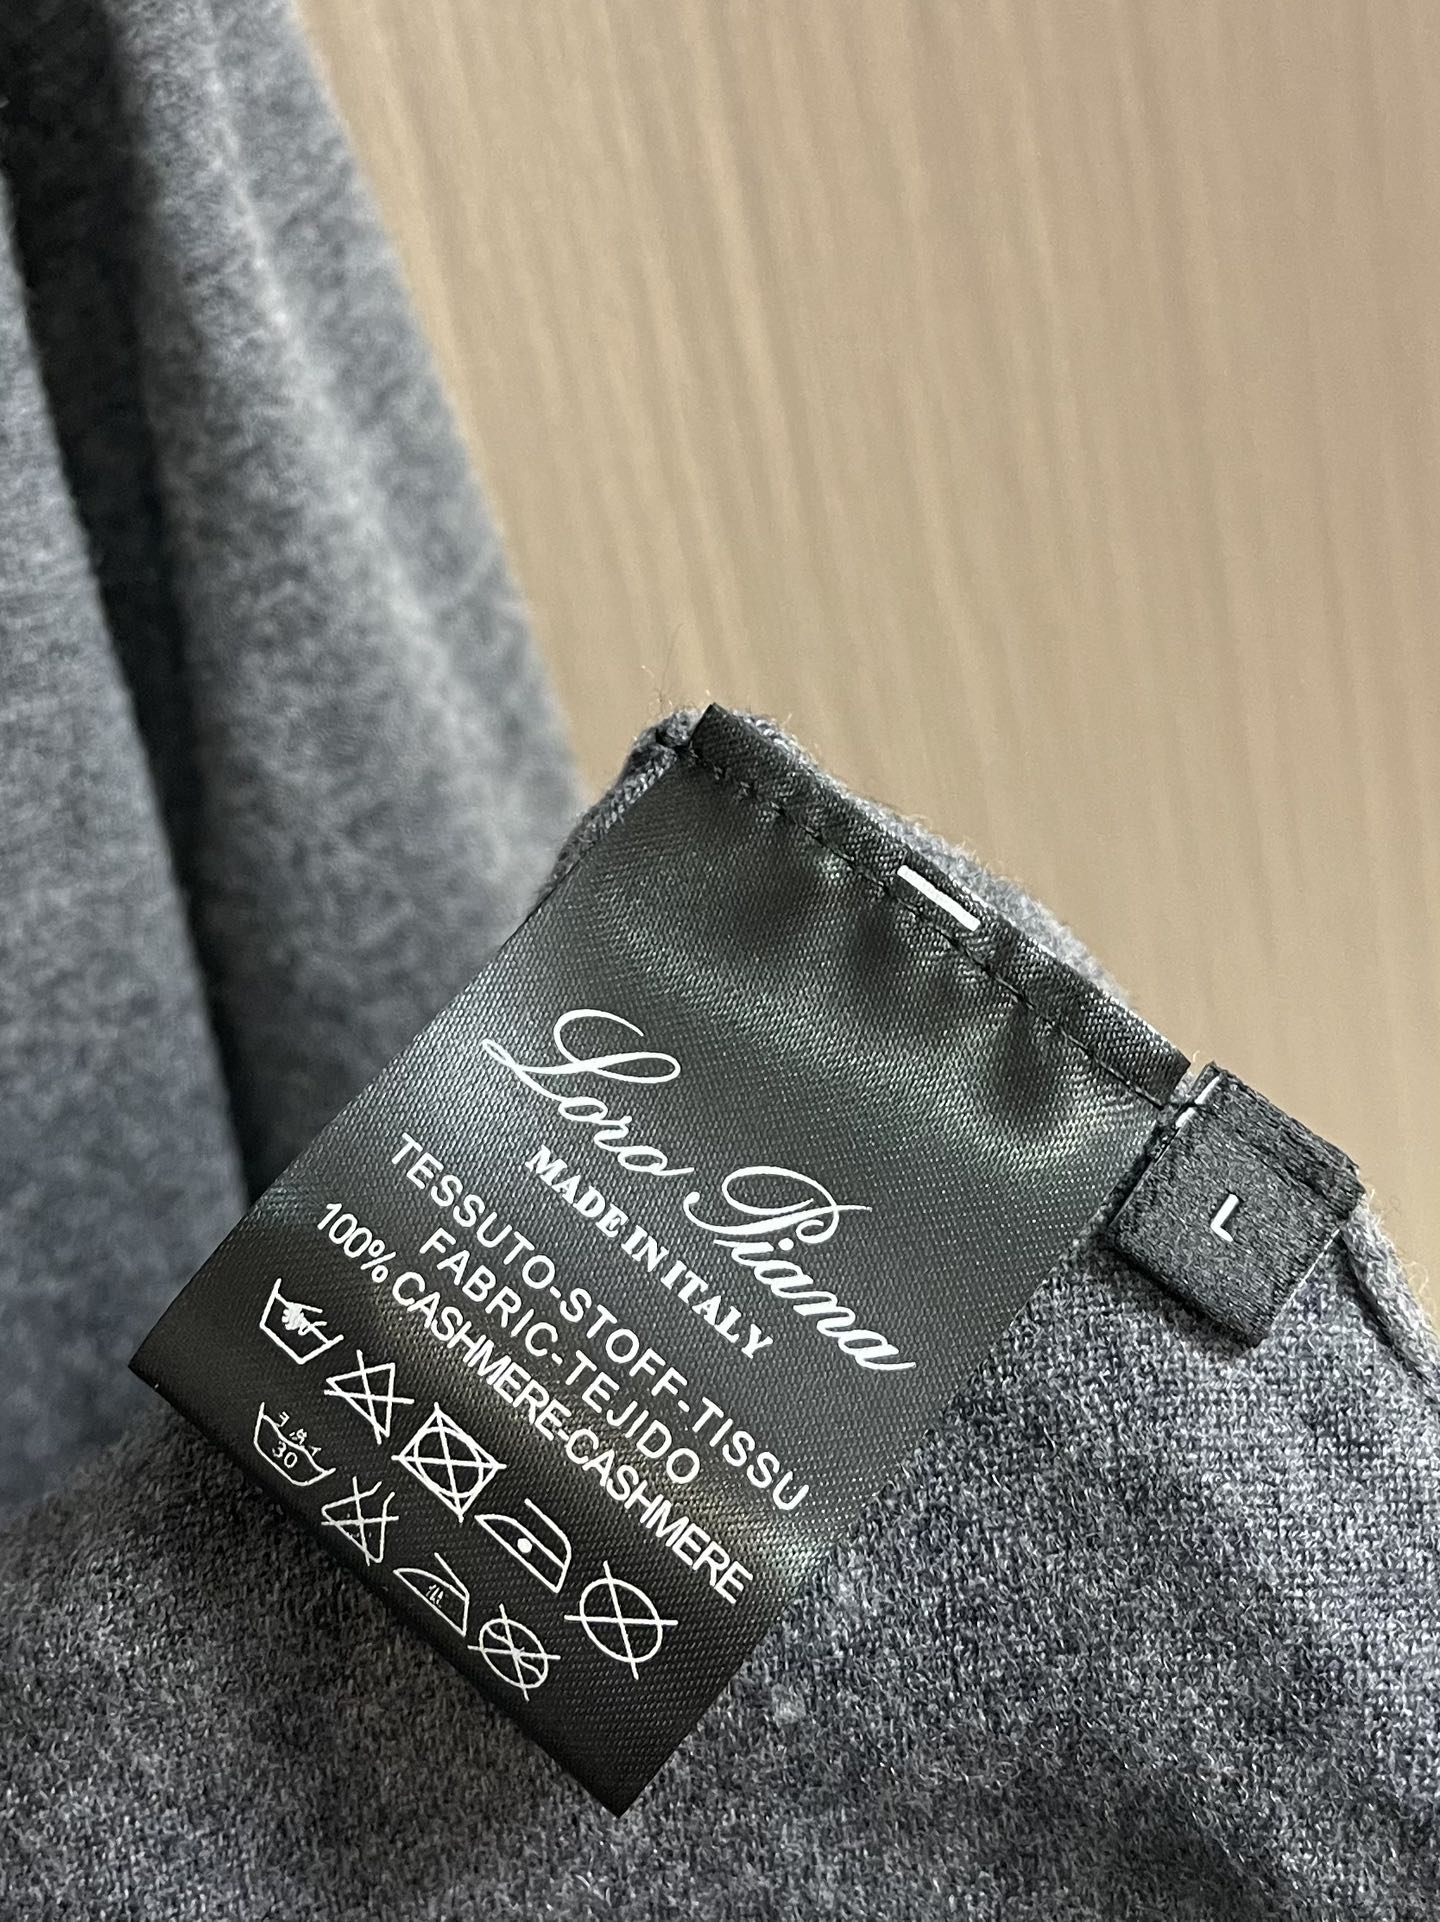 Loro Piana
MADE IN ITALY
TESSUTO-STOFF-TISSU
FABRIC-TEJIDO
100% CASHMERE-CASHMERE
30
L